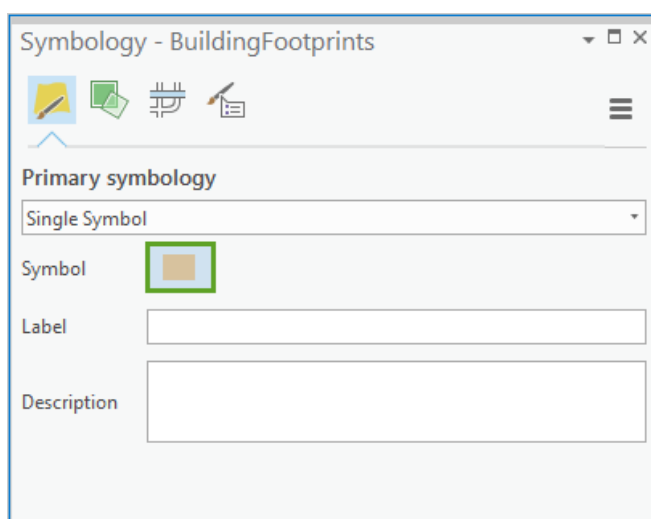 Symbology - BuildingFootprints
Primary symbology
Single Symbol
Symbol
Label
Description